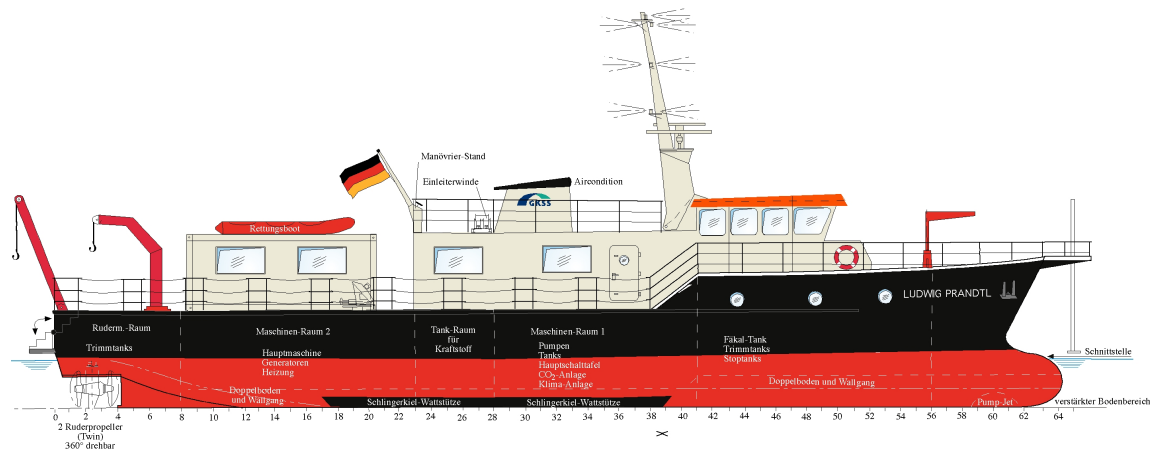 Manövrier-Stand
Einleiterwinde
Aircondition
GKSS
Rettungsboot
LUDWIG PRANDTL
Ruderm.-Raum
Trimmtanks
Maschinen-Raum 2
Hauptmaschine
Generatoren
Heizung
Tank-Raum
für
Kraftstoff
Maschinen-Raum 1
Pumpen
Tanks
Hauptschalttafel
CO2-Anlage
Klima-Anlage
Fäkal-Tank
Trimmtanks
Stoptanks
Schnittstelle
Doppelboden
und Wallgang
Doppelboden und Wallgang
Schlingerkiel-Wattstütze
Schlingerkiel-Wattstütze
Pump-Jet
verstärkter Bodenbereich
0 2 4 6 8 10 12 14 16 18 20 22 24 26 28 30 32 34 36 38 40 42 44 46 48 50 52 54 56 58 60 62 64
2 Ruderpropeller
(Twin)
360° drehbar